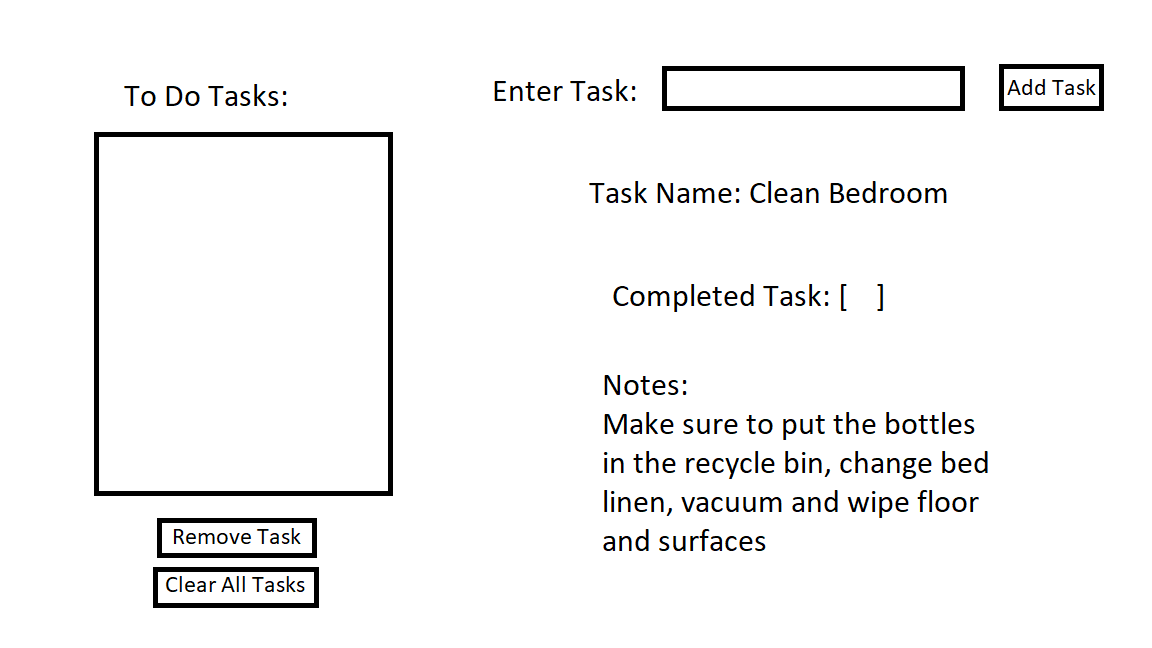 To Do Tasks:
Enter Task:
Add Task
Task Name: Clean Bedroom
Completed Task: [ ]
Notes:
Make sure to put the bottles
in the recycle bin, change bed
linen, vacuum and wipe floor
and surfaces
Remove Task
Clear All Tasks